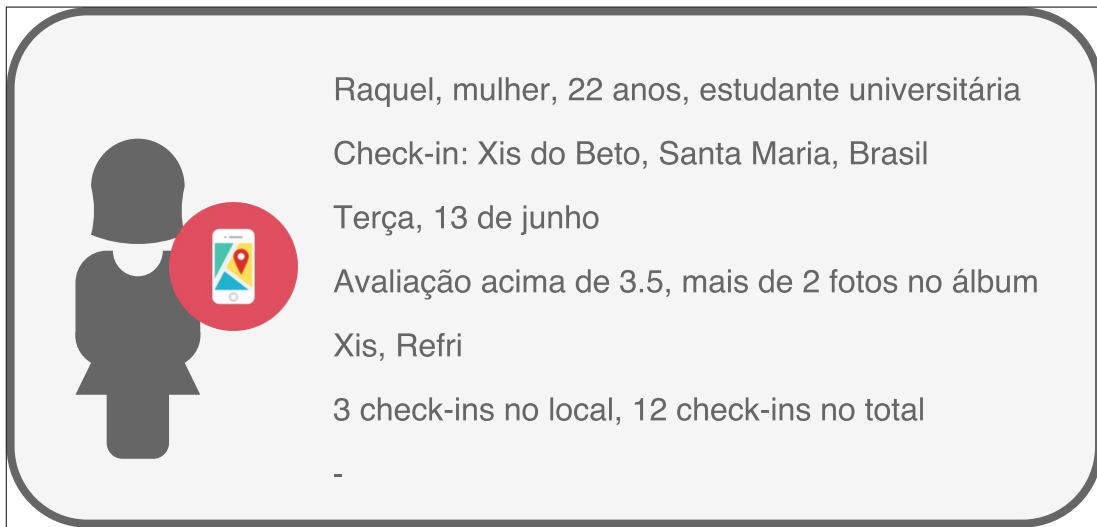 Raquel, mulher, 22 anos, estudante universitária
Check-in: Xis do Beto, Santa Maria, Brasil
Terça, 13 de junho
Avaliação acima de 3.5, mais de 2 fotos no álbum
Xis, Refri
3 check-ins no local, 12 check-ins no total
-